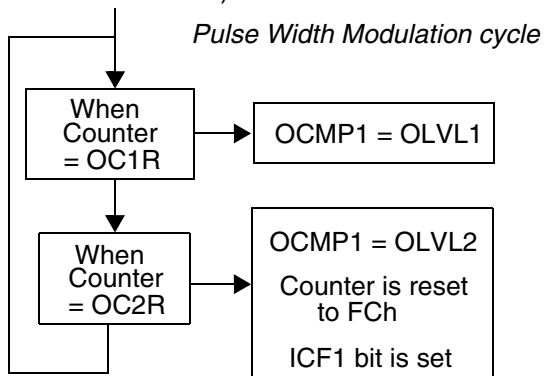 Pulse Width Modulation cycle
When
Counter
= OC1R
OCMP1 = OLVL1
When
Counter
= OC2R
OCMP1 = OLVL2
Counter is reset
to FCh
ICF1 bit is set